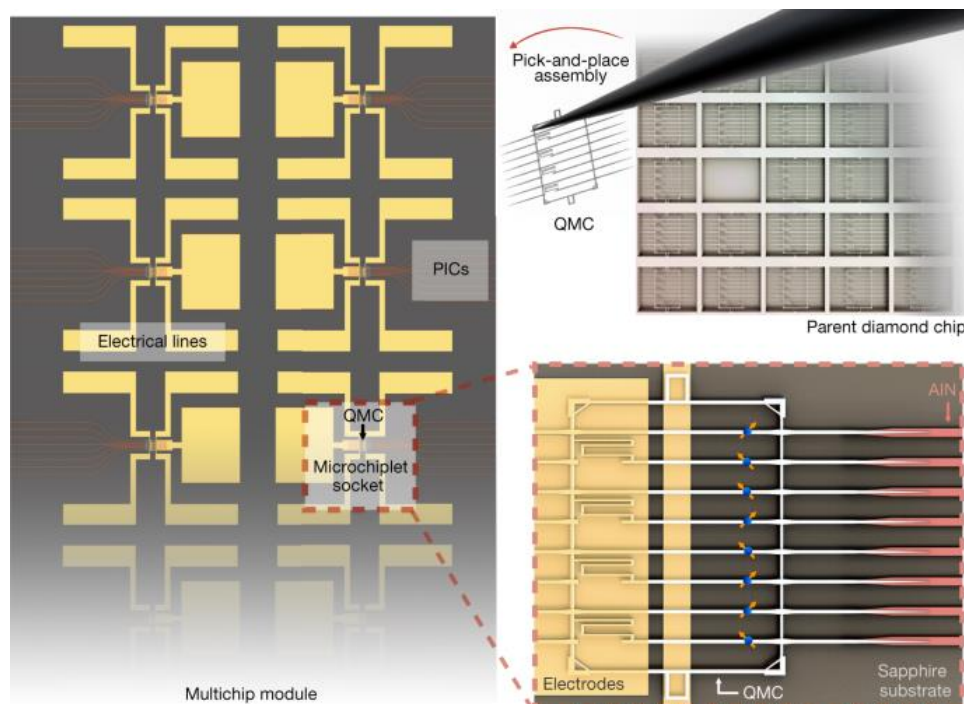 PICs
Electrical lines
QMC
Microchiplet
socket
Multichip module
Pick-and-place
assembly
QMC
Parent diamond chip
AlN
Electrodes
QMC
Sapphire
substrate